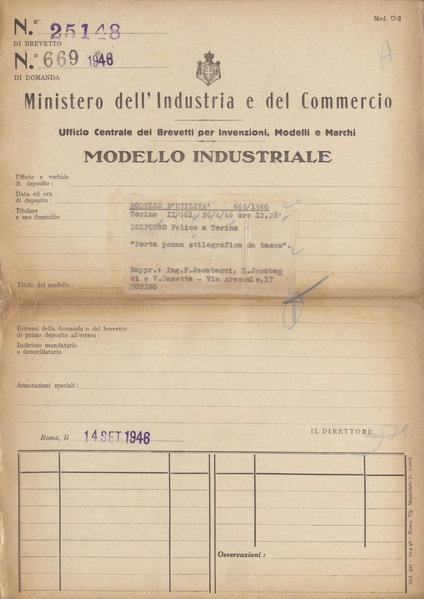 N.° 25148
DI BREVETTO
N.° 669 1946
DI DOMANDA
Mod. C-2
A
Ministero dell'Industria e del Commercio
Ufficio Centrale dei Brevetti per Invenzioni, Modelli e Marchi
MODELLO INDUSTRIALE
Ufficio e verbale
di deposito:
Data ed ora
di deposito:
Titolare
e suo domicilio
MODELLO D'UTILITA' 669/1946
Torino II/661 26/4/46 ore 12,28'
DELFORNO Felice a Torino
"Porta penna stilografica da tasca".
Rappr.: Ing.F.Jacobacci, L.Jacobac
ci e V.Casetta - Via Arsenale,17
TORINO
Titolo del modello:
Estremi della domanda o del brevetto
di primo deposito all'estero:
Indirizzo mandatario
o domiciliatario
Annotazioni speciali:
Roma, li 14 SET. 1946
IL DIRETTORE
Osservazioni: